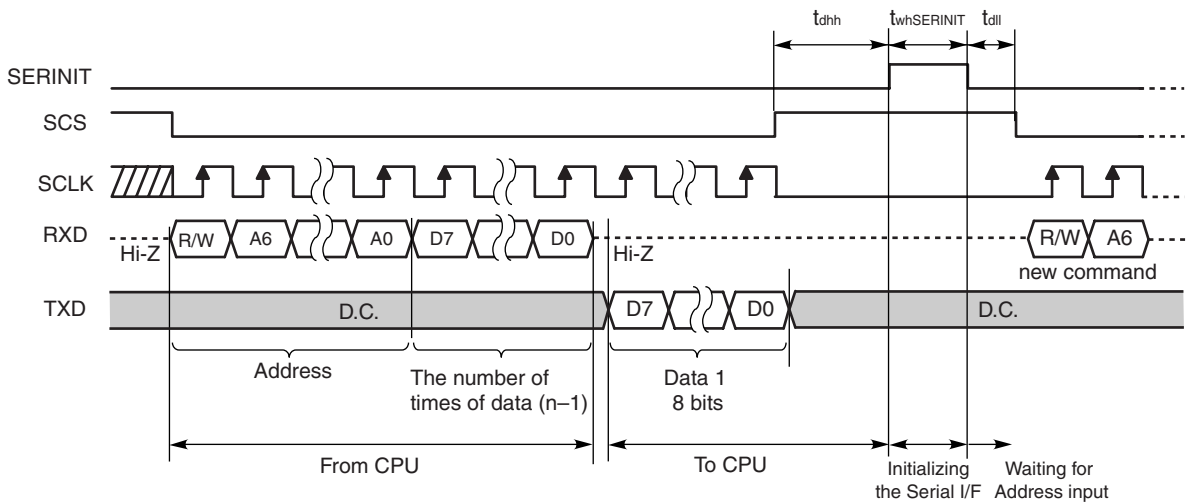 tdhh twhSERINIT tdll
SERINIT
SCS
SCLK
RXD
R/W A6 A0 D7 D0
R/W A6
Hi-Z
Hi-Z
new command
TXD
D.C.
D7 D0
D.C.
Address
The number of
times of data (n–1)
Data 1
8 bits
From CPU
To CPU
Initializing
the Serial I/F
Waiting for
Address input